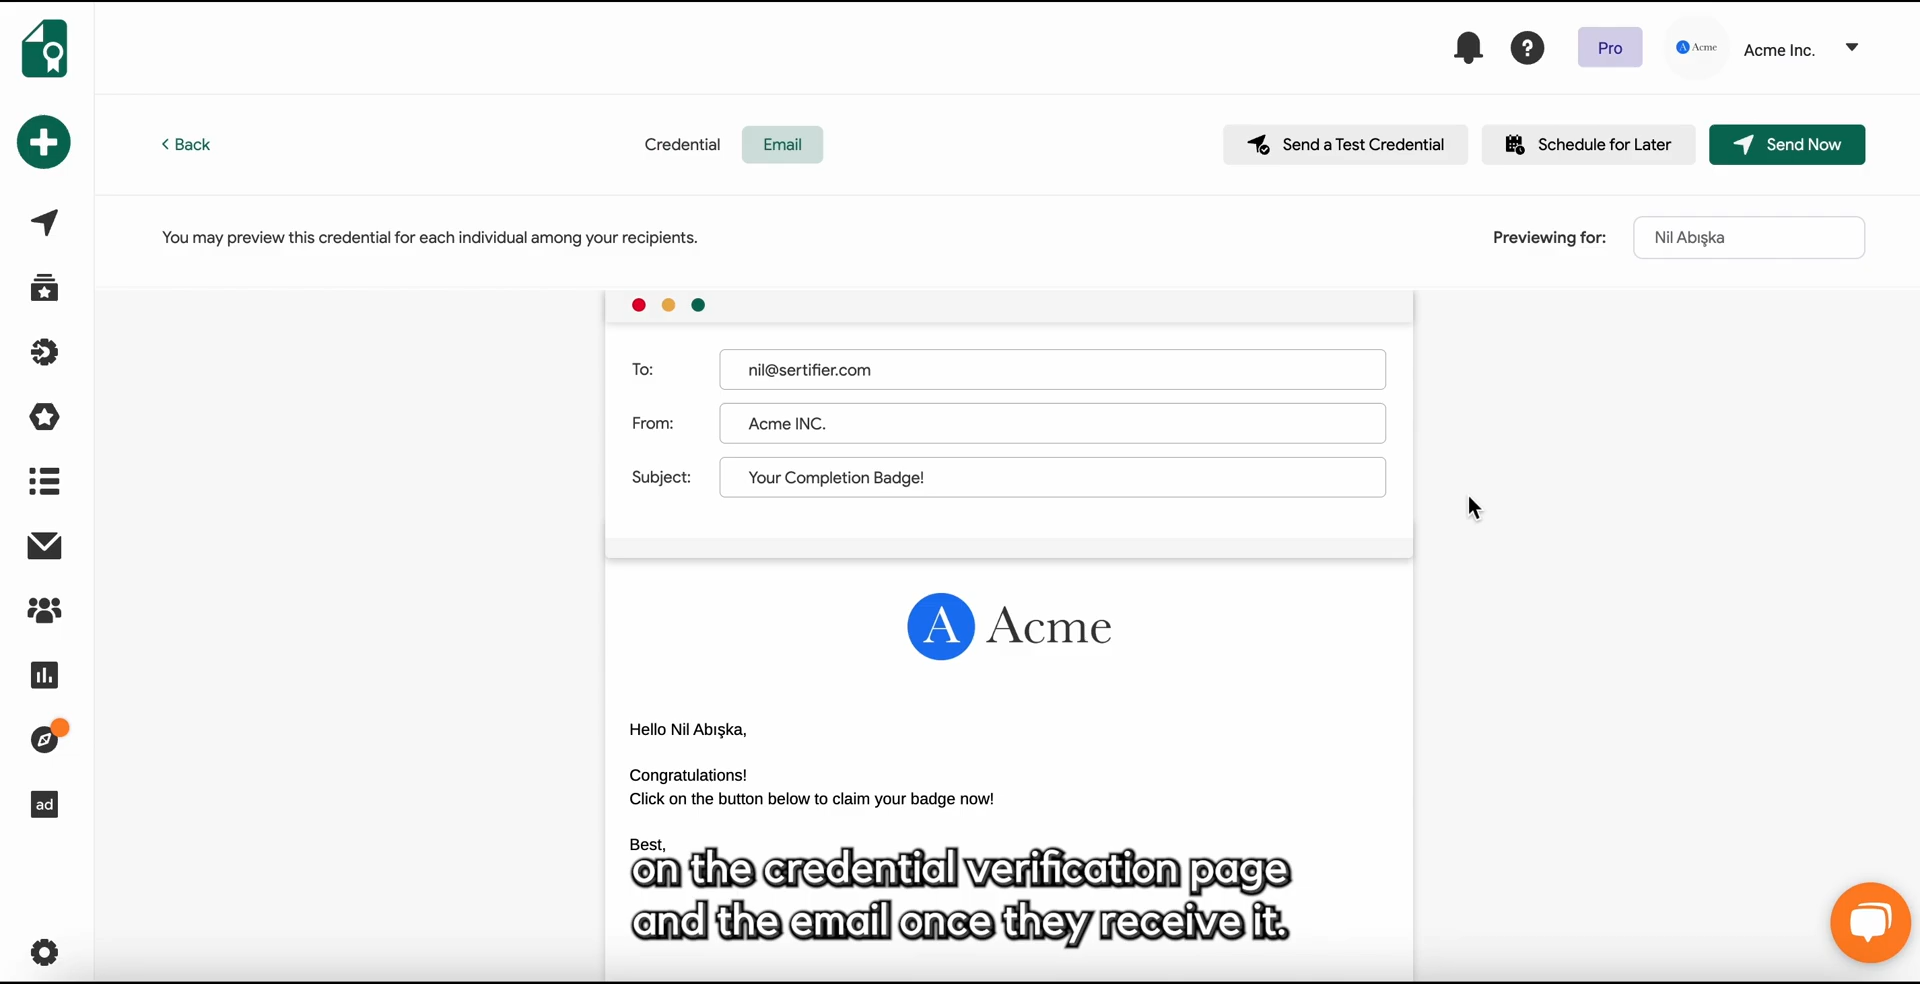 Pro
A Acme
Acme Inc.
< Back
Credential
Email
Send a Test Credential
Schedule for Later
Send Now
You may preview this credential for each individual among your recipients.
Previewing for:
Nil Abışka
To:
nil@sertifier.com
From:
Acme INC.
Subject:
Your Completion Badge!
A Acme
Hello Nil Abışka,
Congratulations!
Click on the button below to claim your badge now!
Best,
on the credential verification page
and the email once they receive it.
ad